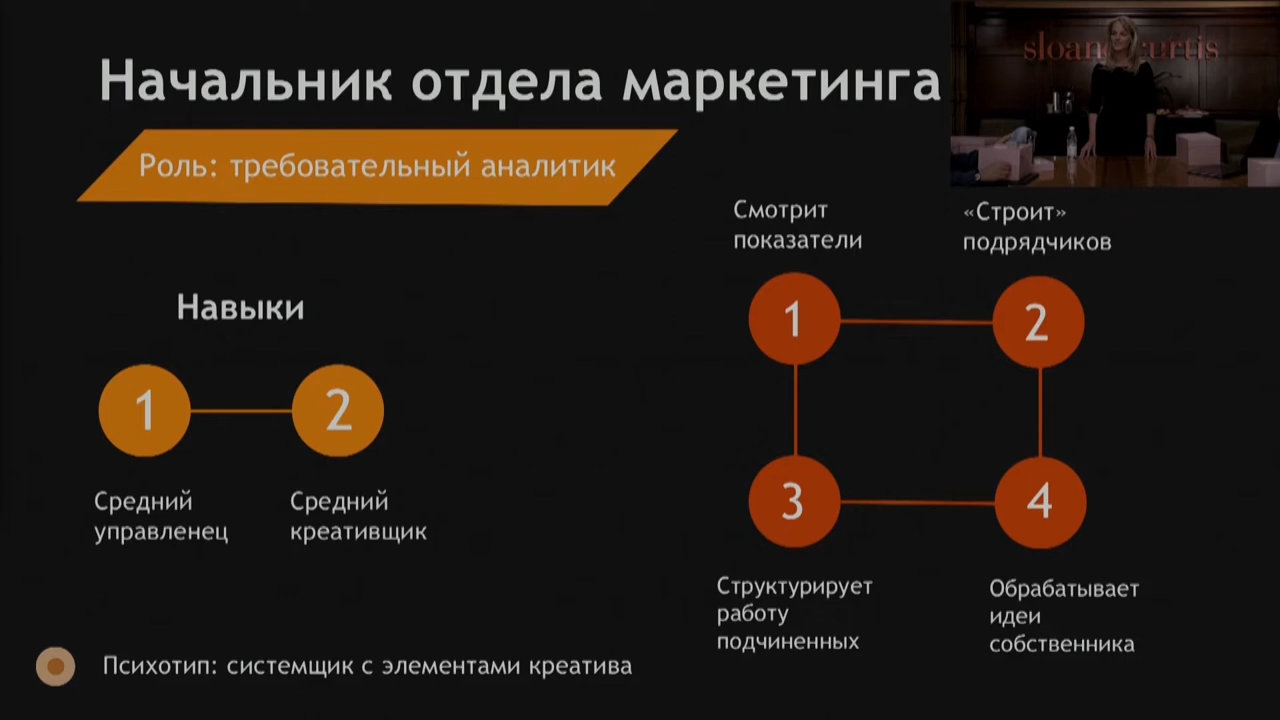 Начальник отдела маркетинга
sloane curtis
Роль: требовательный аналитик
Смотрит
показатели
«Строит»
подрядчиков
Навыки
1
2
1
2
3
4
Средний
управленец
Средний
креативщик
Структурирует
работу
подчиненных
Обрабатывает
идеи
собственника
Психотип: системщик с элементами креатива